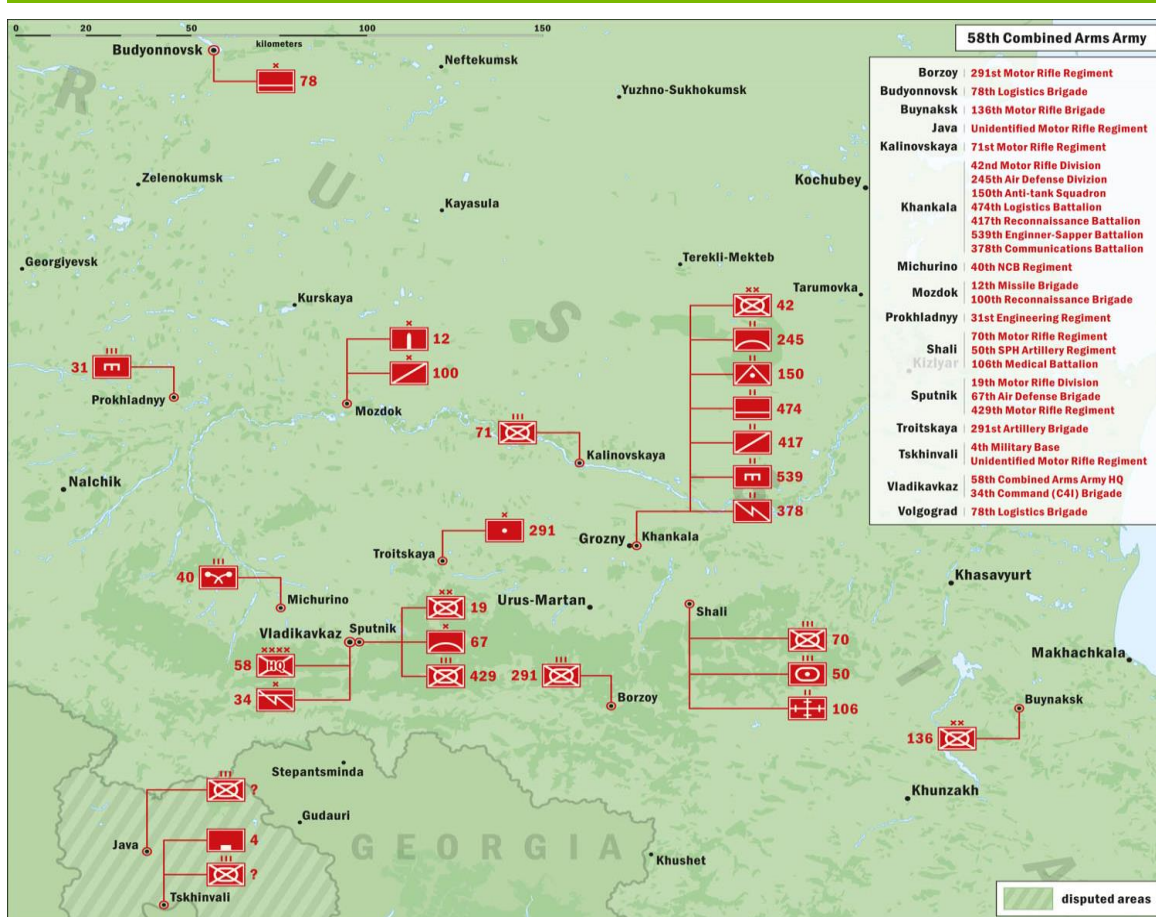 0 20 50 100 150
kilometers
58th Combined Arms Army
Borzoy 291st Motor Rifle Regiment
Budyonnovsk 78th Logistics Brigade
Buynaksk 136th Motor Rifle Brigade
Java Unidentified Motor Rifle Regiment
Kalinovskaya 71st Motor Rifle Regiment
Khankala 42nd Motor Rifle Division
245th Air Defense Divizion
150th Anti-tank Squadron
474th Logistics Battalion
417th Reconnaissance Battalion
539th Enginner-Sapper Battalion
378th Communications Battalion
Michurino 40th NCB Regiment
Mozdok 12th Missile Brigade
100th Reconnaissance Brigade
Prokhladnyy 31st Engineering Regiment
Shali 70th Motor Rifle Regiment
50th SPH Artillery Regiment
106th Medical Battalion
Sputnik 19th Motor Rifle Division
67th Air Defense Brigade
429th Motor Rifle Regiment
Troitskaya 291st Artillery Brigade
Tskhinvali 4th Military Base
Unidentified Motor Rifle Regiment
Vladikavkaz 58th Combined Arms Army HQ
34th Command (C4I) Brigade
Volgograd 78th Logistics Brigade
Budyonnovsk
78
Neftekumsk
Yuzhno-Sukhokumsk
Zelenokumsk
Kayasula
Kochubey
Georgiyevsk
Kurskaya
Terekli-Mekteb
Tarumovka
Kizlyar
R U S S I A
42
245
150
474
417
539
378
12
100
Mozdok
31
Prokhladnyy
71
Kalinovskaya
Nalchik
291
Troitskaya
Grozny
Khankala
Khasavyurt
40
Michurino
Urus-Martan
Shali
Vladikavkaz
Sputnik
19
67
429
58 HQ
34
291
Borzoy
70
50
106
Makhachkala
Buynaksk
136
Khunzakh
Stepantsminda
Gudauri
GEORGIA
Khushet
?
Java
4
?
Tskhinvali
disputed areas